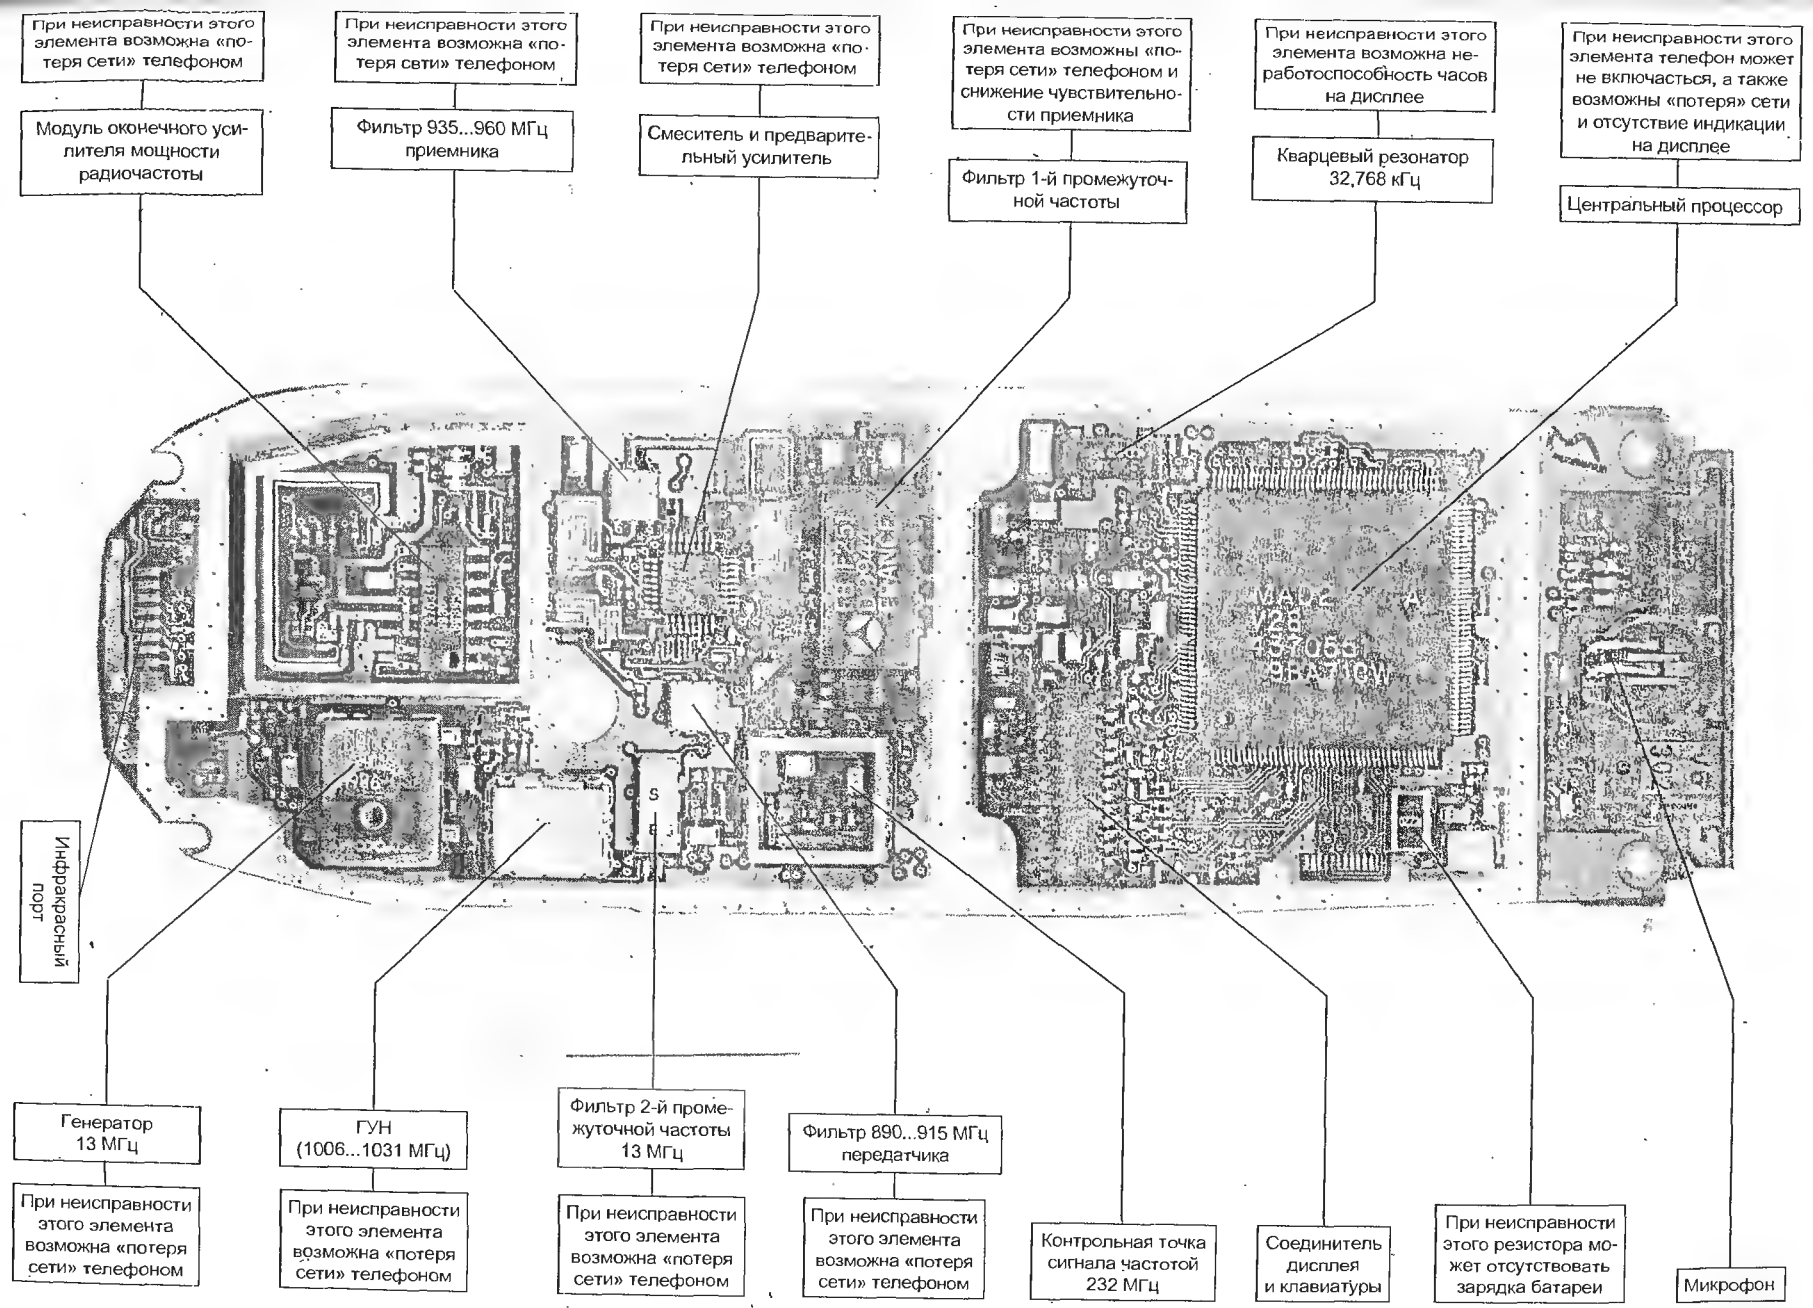 При неисправности этого
элемента возможна «по-
теря сети» телефоном
Модуль оконечного уси-
лителя мощности
радиочастоты
При неисправности этого
элемента возможна «по-
теря сети» телефоном
Фильтр 935...960 МГц
приемника
При неисправности этого
элемента возможна «по-
теря сети» телефоном
Смеситель и предварите-
льный усилитель
При неисправности этого
элемента возможны «по-
теря сети» телефоном и
снижение чувствительно-
сти приемника
Фильтр 1-й промежуточ-
ной частоты
При неисправности этого
элемента возможна не-
работоспособность часов
на дисплее
Кварцевый резонатор
32,768 кГц
При неисправности этого
элемента телефон может
не включаться, а также
возможны «потеря» сети
и отсутствие индикации
на дисплее
Центральный процессор
Инфракрасный
порт
Генератор
13 МГц
При неисправности
этого элемента
возможна «потеря
сети» телефоном
ГУН
(1006...1031 МГц)
При неисправности
этого элемента
возможна «потеря
сети» телефоном
Фильтр 2-й проме-
жуточной частоты
13 МГц
При неисправности
этого элемента
возможна «потеря
сети» телефоном
Фильтр 890...915 МГц
передатчика
При неисправности
этого элемента
возможна «потеря
сети» телефоном
Контрольная точка
сигнала частотой
232 МГц
Соединитель
дисплея
и клавиатуры
При неисправности
этого резистора мо-
жет отсутствовать
зарядка батареи
Микрофон